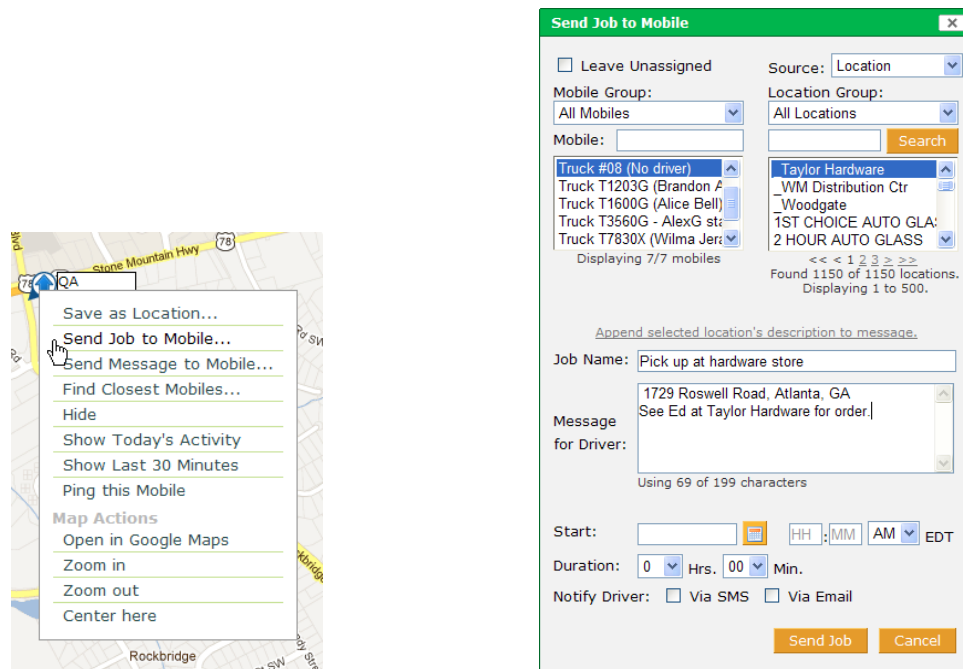 Stone Mountain Hwy
78
78
QA
Save as Location...
Send Job to Mobile...
Send Message to Mobile...
Find Closest Mobiles...
Hide
Show Today's Activity
Show Last 30 Minutes
Ping this Mobile
Map Actions
Open in Google Maps
Zoom in
Zoom out
Center here
Rd SW
Rd
Rockbridge
St SW
Send Job to Mobile
Leave Unassigned
Source: Location
Mobile Group:
Location Group:
All Mobiles
All Locations
Mobile:
Search
Truck #08 (No driver)
Truck T1203G (Brandon A
Truck T1600G (Alice Bell)
Truck T3560G - AlexG sta
Truck T7830X (Wilma Jera
_Taylor Hardware
_WM Distribution Ctr
_Woodgate
1ST CHOICE AUTO GLA
2 HOUR AUTO GLASS
Displaying 7/7 mobiles
<< < 1 2 3 > >>
Found 1150 of 1150 locations.
Displaying 1 to 500.
Append selected location's description to message.
Job Name: Pick up at hardware store
Message
for Driver:
1729 Roswell Road, Atlanta, GA
See Ed at Taylor Hardware for order.
Using 69 of 199 characters
Start: HH : MM AM EDT
Duration: 0 Hrs. 00 Min.
Notify Driver: Via SMS Via Email
Send Job
Cancel